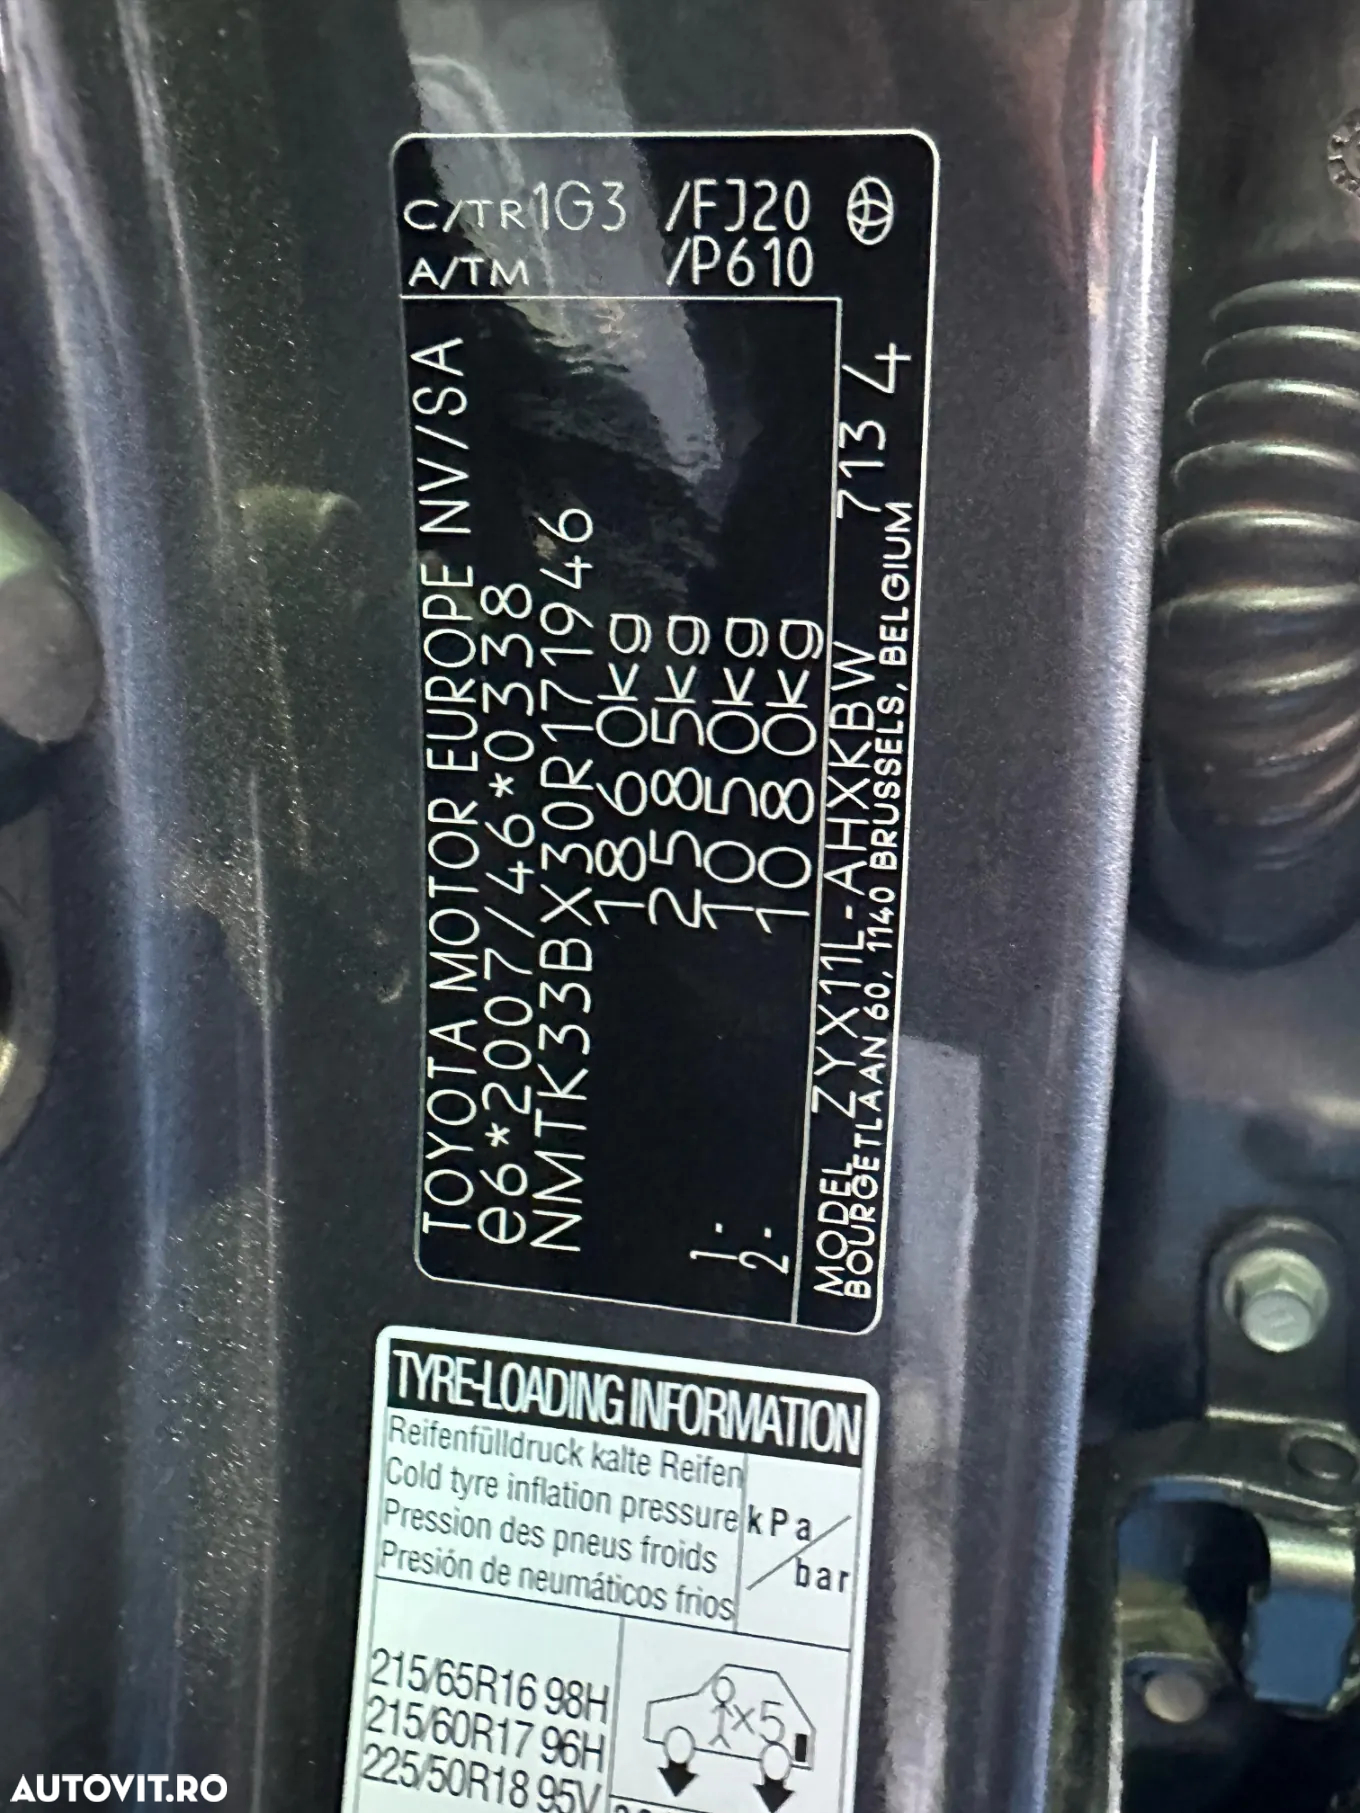 C/TR 1G3 /FJ20
A/TM /P610
TOYOTA MOTOR EUROPE NV/SA
e6*2007/46*0338
NMTK33BX30R171946
1860kg
2585kg
1- 1050kg
2- 1080kg
MODEL ZYX11L-AHXKBW 713 4
BOURGETLAAN 60, 1140 BRUSSELS, BELGIUM
TYRE-LOADING INFORMATION
Reifenfülldruck kalte Reifen
Cold tyre inflation pressure
Pression des pneus froids
Presión de neumáticos frios
kPa/
/bar
215/65R16 98H
215/60R17 96H
225/50R18 95V
x5
AUTOVIT.RO